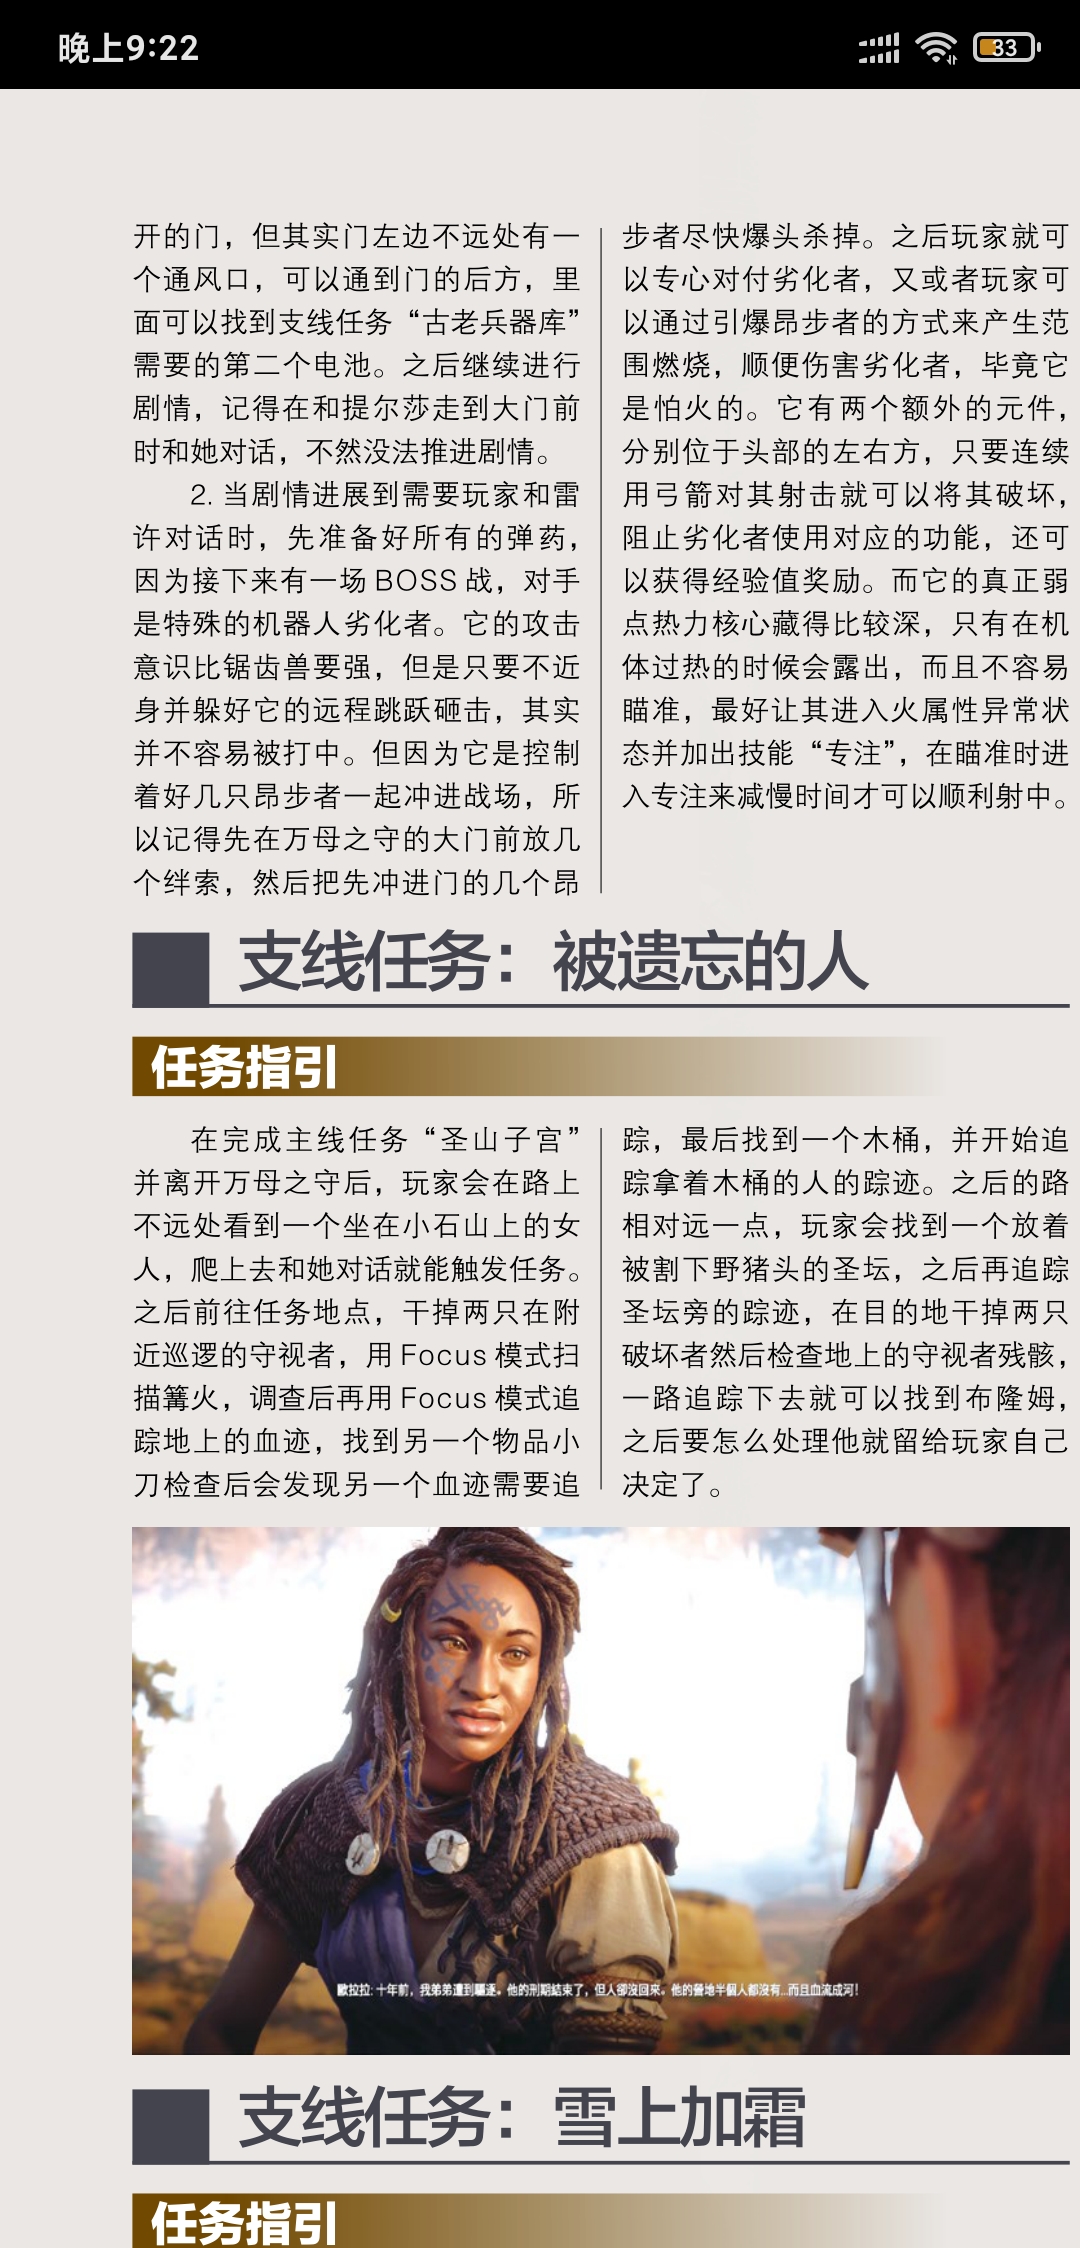 晚上9:22
33
开的门，但其实门左边不远处有一
个通风口，可以通到门的后方，里
面可以找到支线任务“古老兵器库”
需要的第二个电池。之后继续进行
剧情，记得在和提尔莎走到大门前
时和她对话，不然没法推进剧情。
2. 当剧情进展到需要玩家和雷
许对话时，先准备好所有的弹药，
因为接下来有一场 BOSS 战，对手
是特殊的机器人劣化者。它的攻击
意识比锯齿兽要强，但是只要不近
身并躲好它的远程跳跃砸击，其实
并不容易被打中。但因为它是控制
着好几只昂步者一起冲进战场，所
以记得先在万母之守的大门前放几
个绊索，然后把先冲进门的几个昂
步者尽快爆头杀掉。之后玩家就可
以专心对付劣化者，又或者玩家可
以通过引爆昂步者的方式来产生范
围燃烧，顺便伤害劣化者，毕竟它
是怕火的。它有两个额外的元件，
分别位于头部的左右方，只要连续
用弓箭对其射击就可以将其破坏，
阻止劣化者使用对应的功能，还可
以获得经验值奖励。而它的真正弱
点热力核心藏得比较深，只有在机
体过热的时候会露出，而且不容易
瞄准，最好让其进入火属性异常状
态并加出技能“专注”，在瞄准时进
入专注来减慢时间才可以顺利射中。
支线任务：被遗忘的人
任务指引
在完成主线任务“圣山子宫”
并离开万母之守后，玩家会在路上
不远处看到一个坐在小石山上的女
人，爬上去和她对话就能触发任务。
之后前往任务地点，干掉两只在附
近巡逻的守视者，用 Focus 模式扫
描篝火，调查后再用 Focus 模式追
踪地上的血迹，找到另一个物品小
刀检查后会发现另一个血迹需要追
踪，最后找到一个木桶，并开始追
踪拿着木桶的人的踪迹。之后的路
相对远一点，玩家会找到一个放着
被割下野猪头的圣坛，之后再追踪
圣坛旁的踪迹，在目的地干掉两只
破坏者然后检查地上的守视者残骸，
一路追踪下去就可以找到布隆姆，
之后要怎么处理他就留给玩家自己
决定了。
歐拉拉: 十年前，我弟弟遭到驅逐。他的刑期結束了，但人卻沒回來。他的營地半個人都沒有...而且血流成河!
支线任务：雪上加霜
任务指引